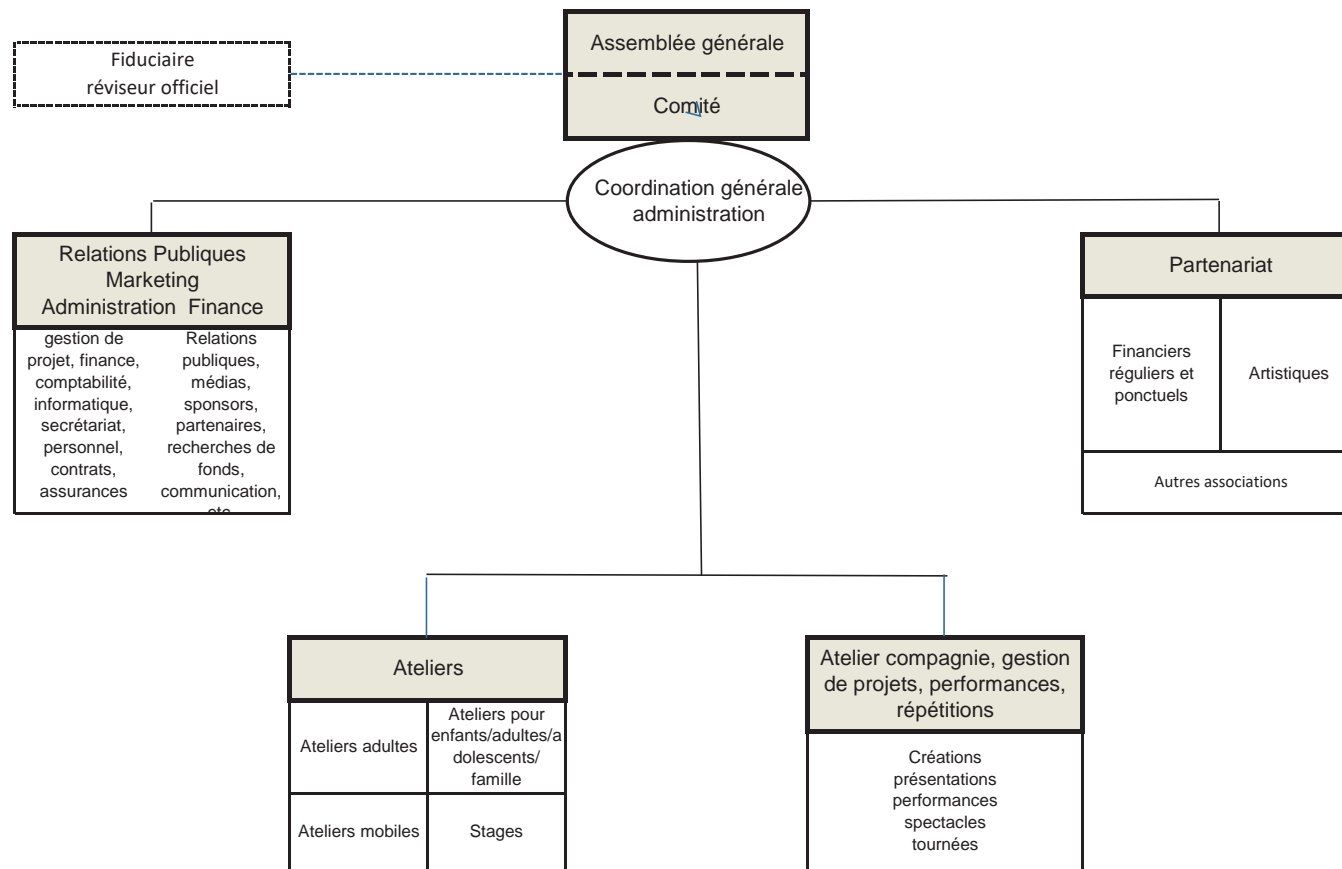 Assemblée générale
Fiduciaire
réviseur officiel
Comité
Coordination générale
administration
Relations Publiques
Marketing
Administration  Finance
gestion de
projet, finance,
comptabilité,
informatique,
secrétariat,
personnel,
contrats,
assurances
Relations
publiques,
médias,
sponsors,
partenaires,
recherches de
fonds,
communication,
etc
Partenariat
Financiers
réguliers et
ponctuels
Artistiques
Autres associations
Ateliers
Ateliers adultes
Ateliers pour
enfants/adultes/a
dolescents/
famille
Ateliers mobiles
Stages
Atelier compagnie, gestion
de projets, performances,
répétitions
Créations
présentations
performances
spectacles
tournées